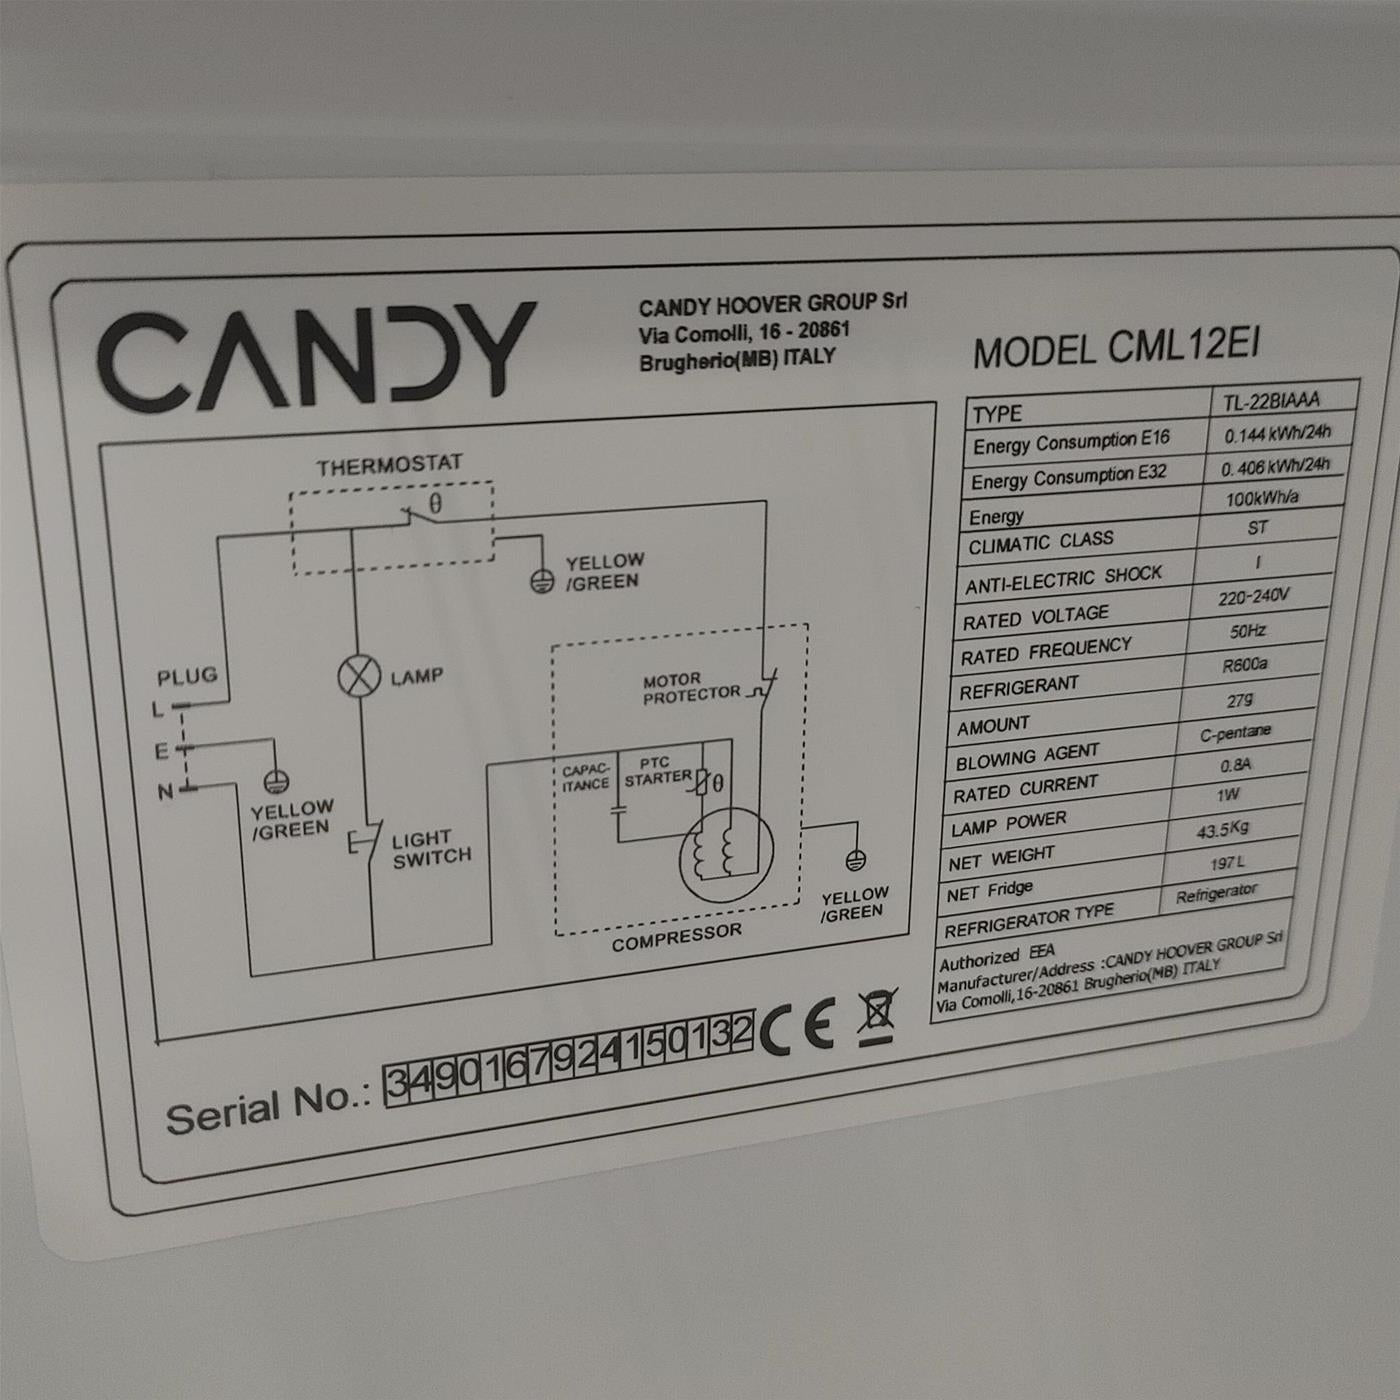 CANDY
CANDY HOOVER GROUP Srl
Via Comolli, 16 - 20861
Brugherio(MB) ITALY
MODEL CML12EI
THERMOSTAT
θ
YELLOW
/GREEN
PLUG
L
E
N
YELLOW
/GREEN
LAMP
LIGHT
SWITCH
MOTOR
PROTECTOR
CAPAC-
ITANCE
PTC
STARTER
θ
COMPRESSOR
YELLOW
/GREEN
TYPE TL-22BIAAA
Energy Consumption E16 0.144 kWh/24h
Energy Consumption E32 0. 406 kWh/24h
Energy 100kWh/a
CLIMATIC CLASS ST
ANTI-ELECTRIC SHOCK I
RATED VOLTAGE 220-240V
RATED FREQUENCY 50Hz
REFRIGERANT R600a
AMOUNT 27g
BLOWING AGENT C-pentane
RATED CURRENT 0.8A
LAMP POWER 1W
NET WEIGHT 43.5Kg
NET Fridge 197 L
REFRIGERATOR TYPE Refrigerator
Authorized EEA
Manufacturer/Address :CANDY HOOVER GROUP Srl
Via Comolli,16-20861 Brugherio(MB) ITALY
Serial No.: 3490167924150132 CE